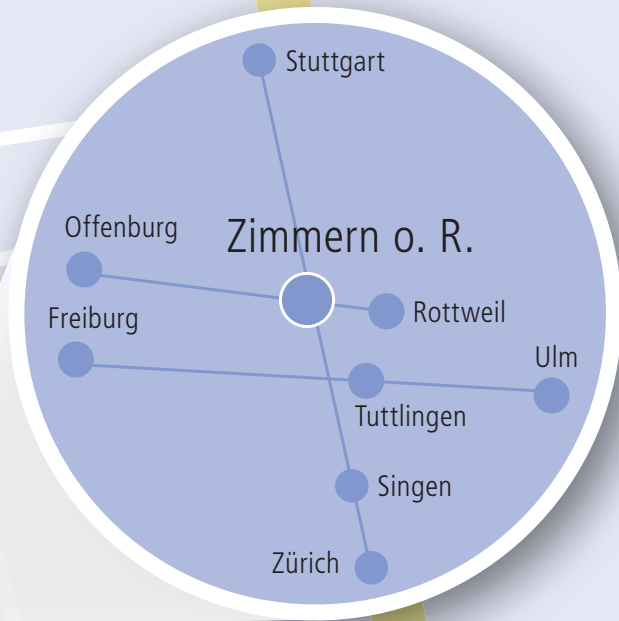 Stuttgart
Offenburg
Zimmern o. R.
Rottweil
Freiburg
Ulm
Tuttlingen
Singen
Zürich